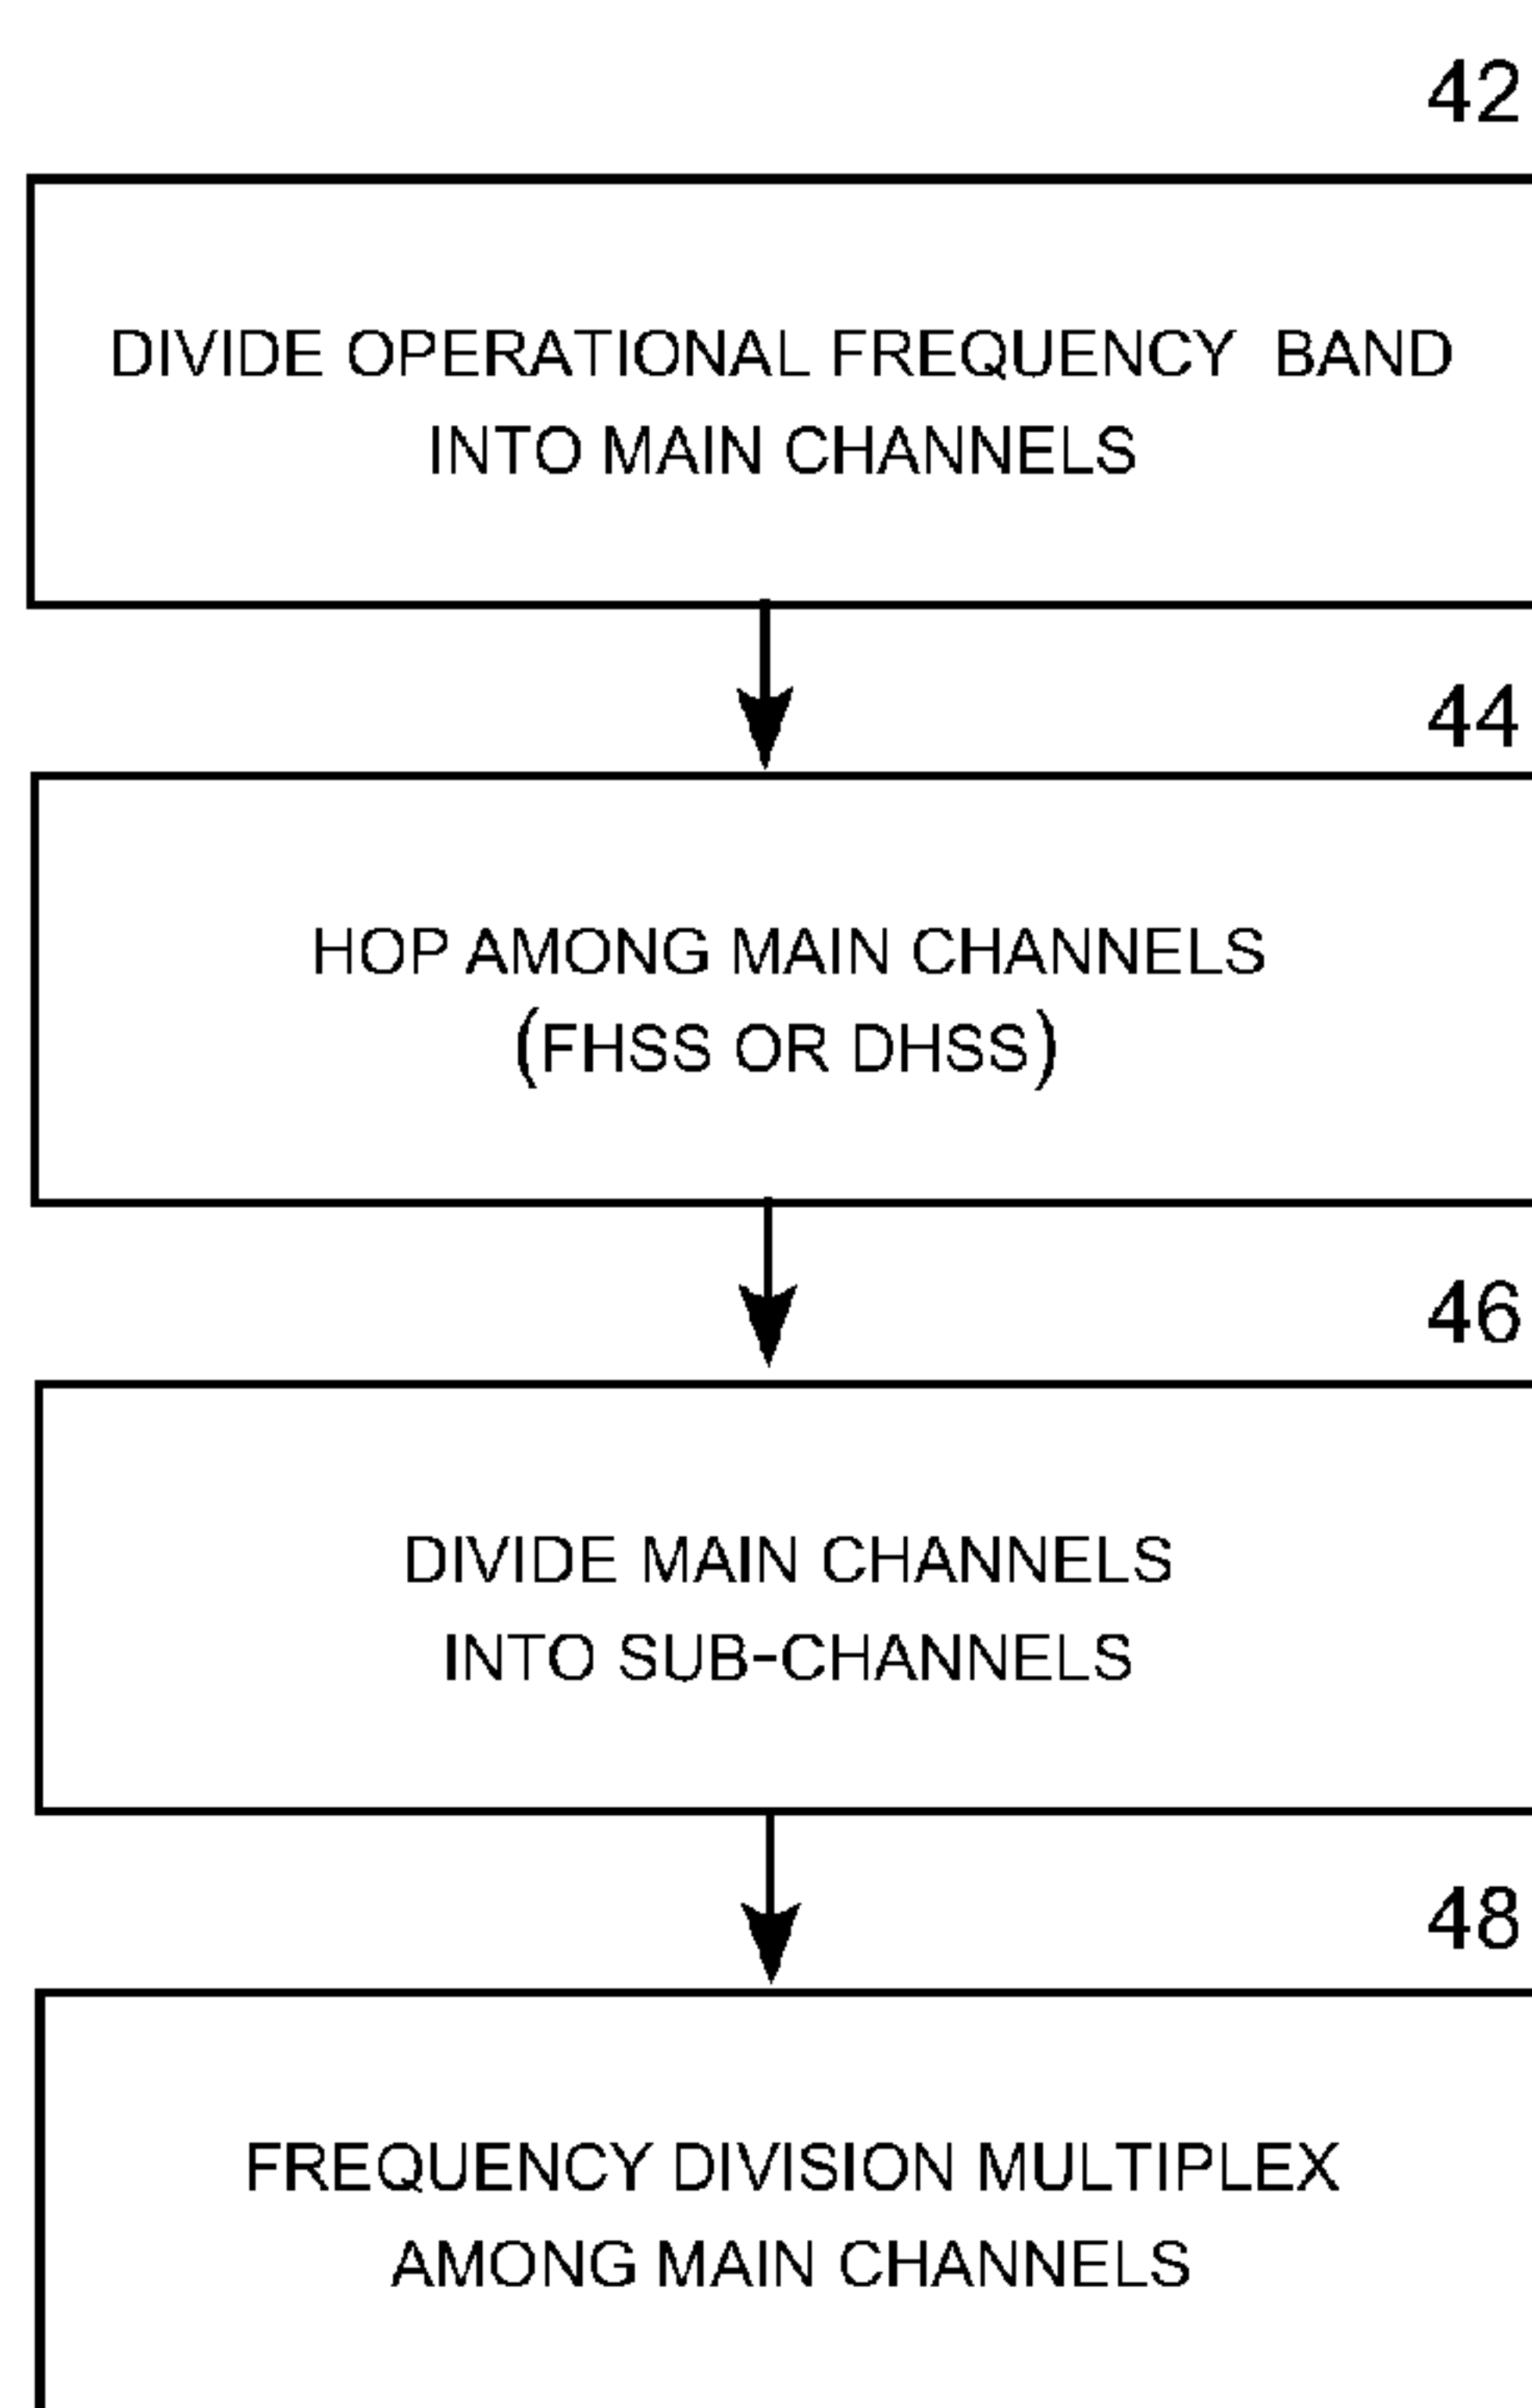 42
DIVIDE OPERATIONAL FREQUENCY BAND
INTO MAIN CHANNELS
44
HOP AMONG MAIN CHANNELS
(FHSS OR DHSS)
46
DIVIDE MAIN CHANNELS
INTO SUB-CHANNELS
48
FREQUENCY DIVISION MULTIPLEX
AMONG MAIN CHANNELS